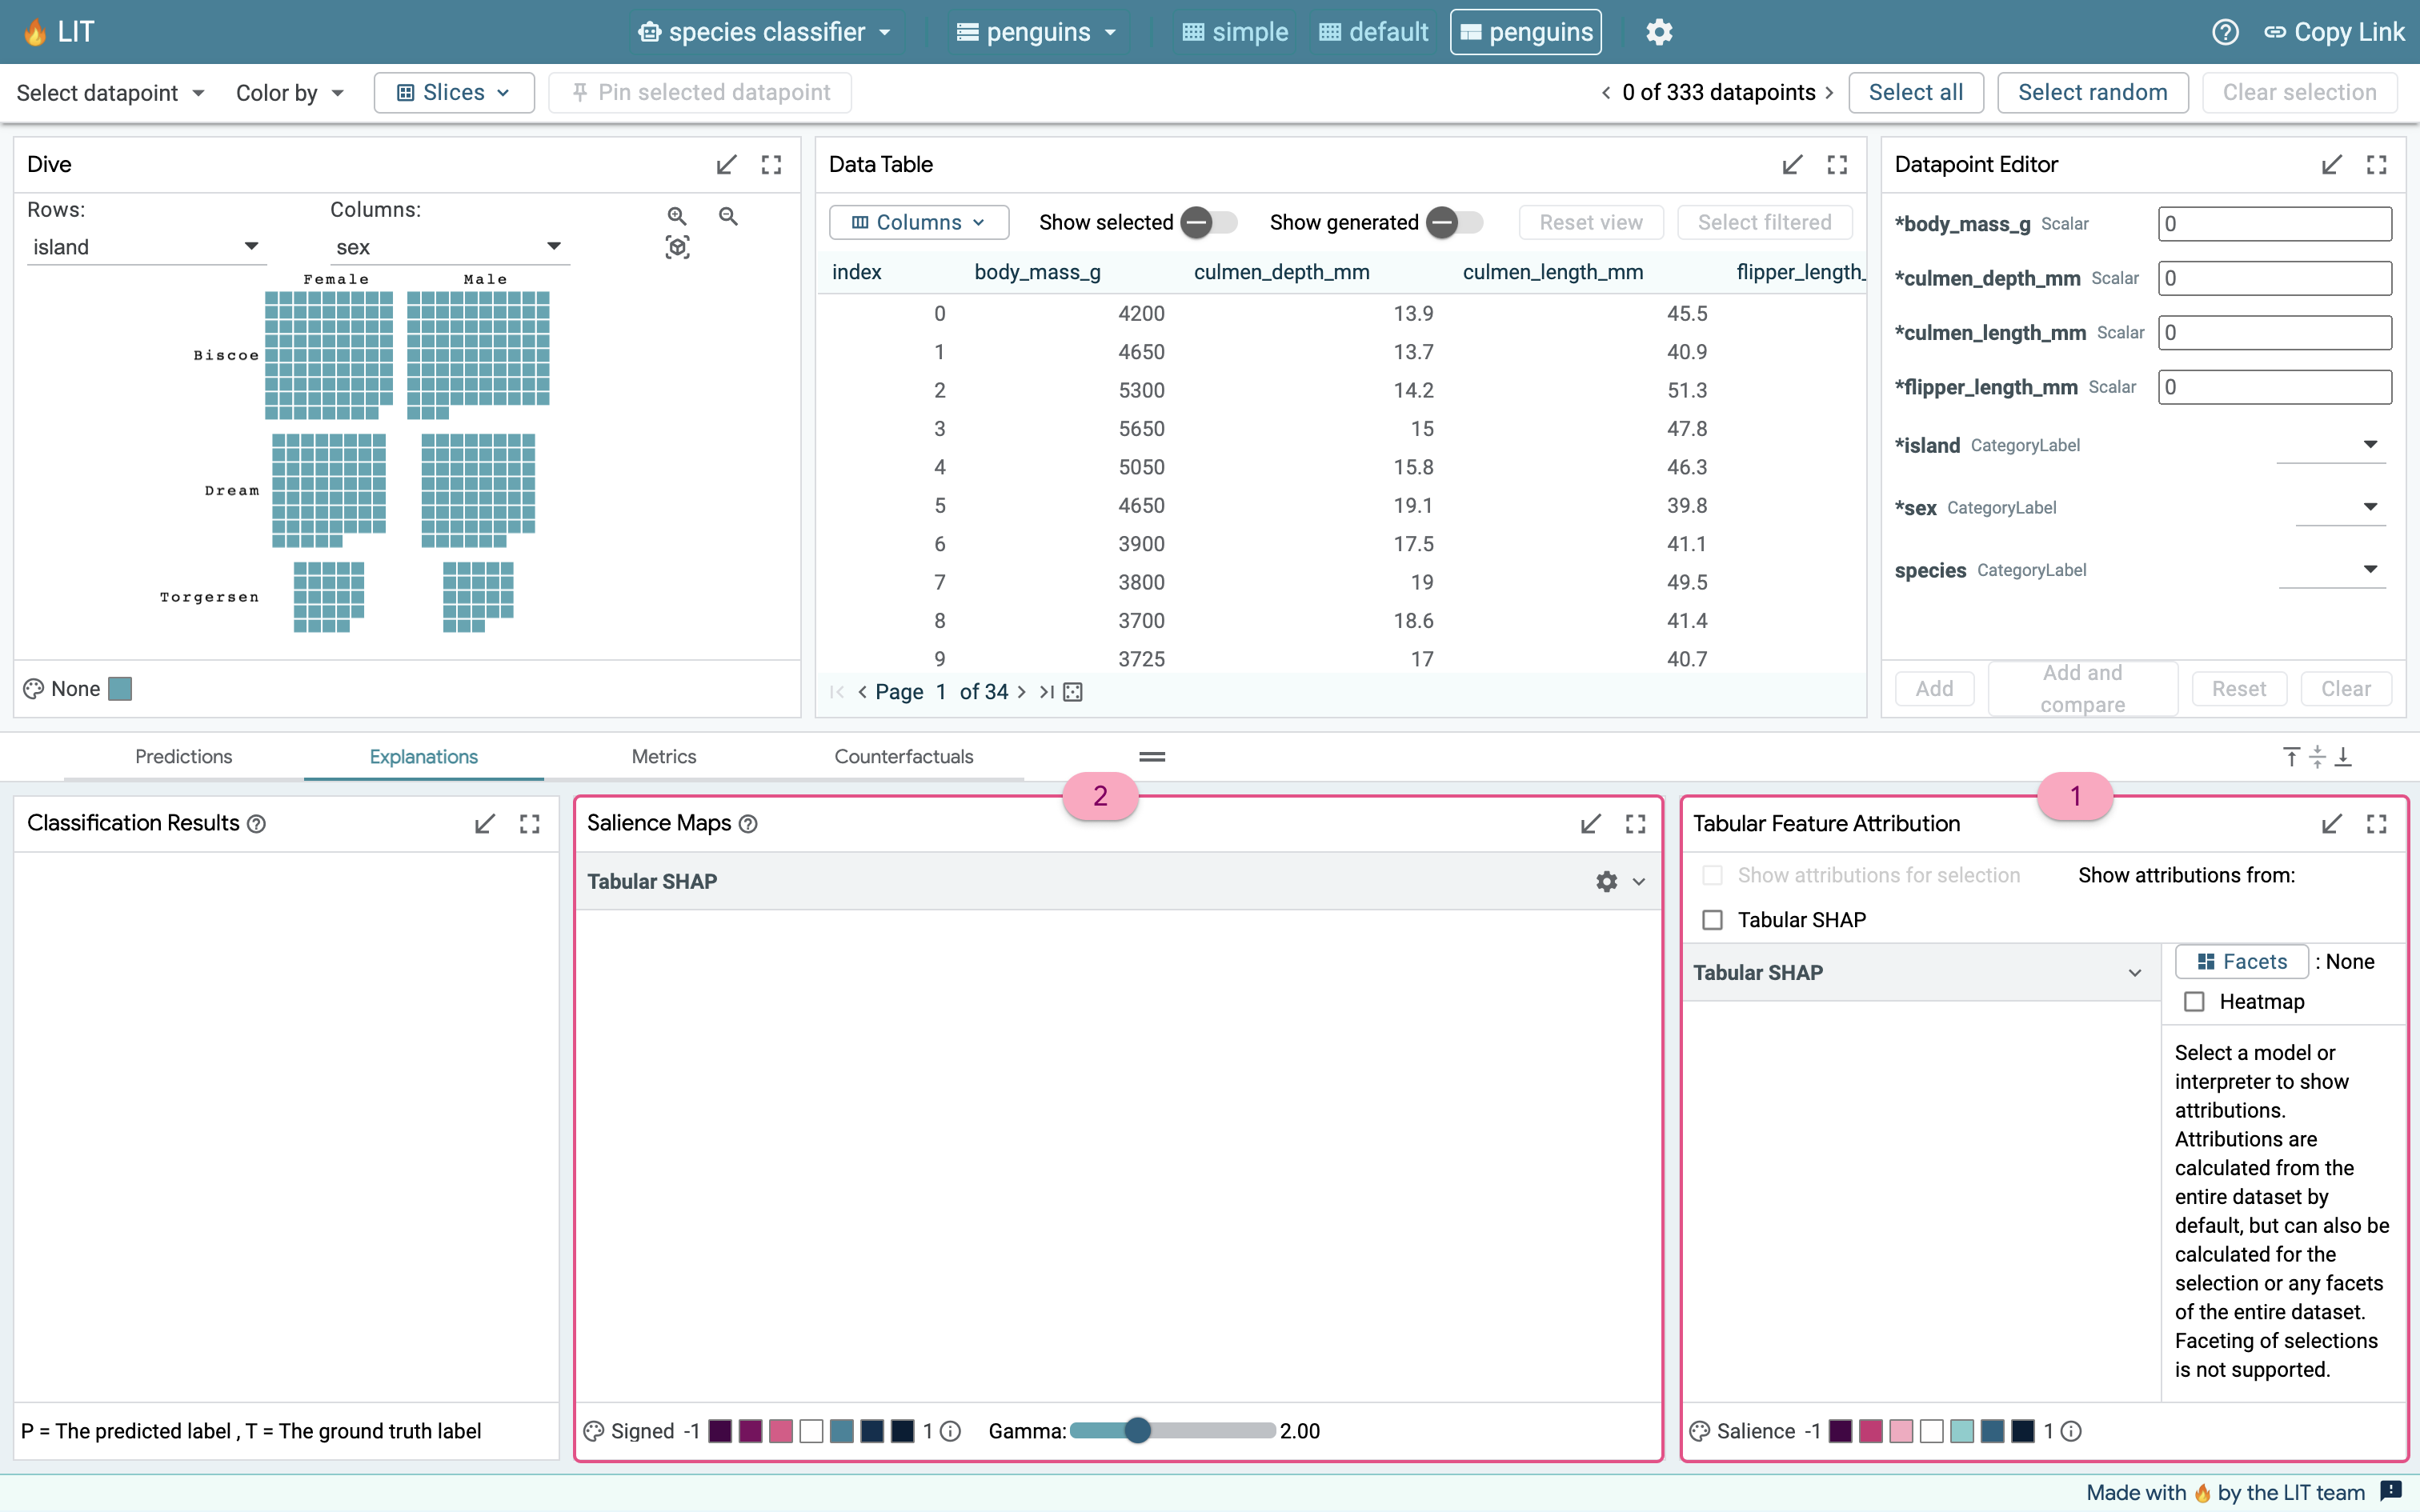 LIT
species classifier
penguins
simple
default
penguins
Copy Link
Select datapoint
Color by
Slices
Pin selected datapoint
0 of 333 datapoints
Select all
Select random
Clear selection
Dive
Rows:
Columns:
island
sex
Female
Male
Biscoe
Dream
Torgersen
None
Data Table
Columns
Show selected
Show generated
Reset view
Select filtered
index body_mass_g culmen_depth_mm culmen_length_mm flipper_length_
0 4200 13.9 45.5
1 4650 13.7 40.9
2 5300 14.2 51.3
3 5650 15 47.8
4 5050 15.8 46.3
5 4650 19.1 39.8
6 3900 17.5 41.1
7 3800 19 49.5
8 3700 18.6 41.4
9 3725 17 40.7
Page 1 of 34
Datapoint Editor
*body_mass_g Scalar 0
*culmen_depth_mm Scalar 0
*culmen_length_mm Scalar 0
*flipper_length_mm Scalar 0
*island CategoryLabel
*sex CategoryLabel
species CategoryLabel
Add
Add and
compare
Reset
Clear
Predictions
Explanations
Metrics
Counterfactuals
Classification Results
P = The predicted label , T = The ground truth label
2
Salience Maps
Tabular SHAP
Signed -1 1
Gamma: 2.00
1
Tabular Feature Attribution
Show attributions for selection
Show attributions from:
Tabular SHAP
Tabular SHAP
Facets : None
Heatmap
Select a model or
interpreter to show
attributions.
Attributions are
calculated from the
entire dataset by
default, but can also be
calculated for the
selection or any facets
of the entire dataset.
Faceting of selections
is not supported.
Salience -1 1
Made with 🔥 by the LIT team